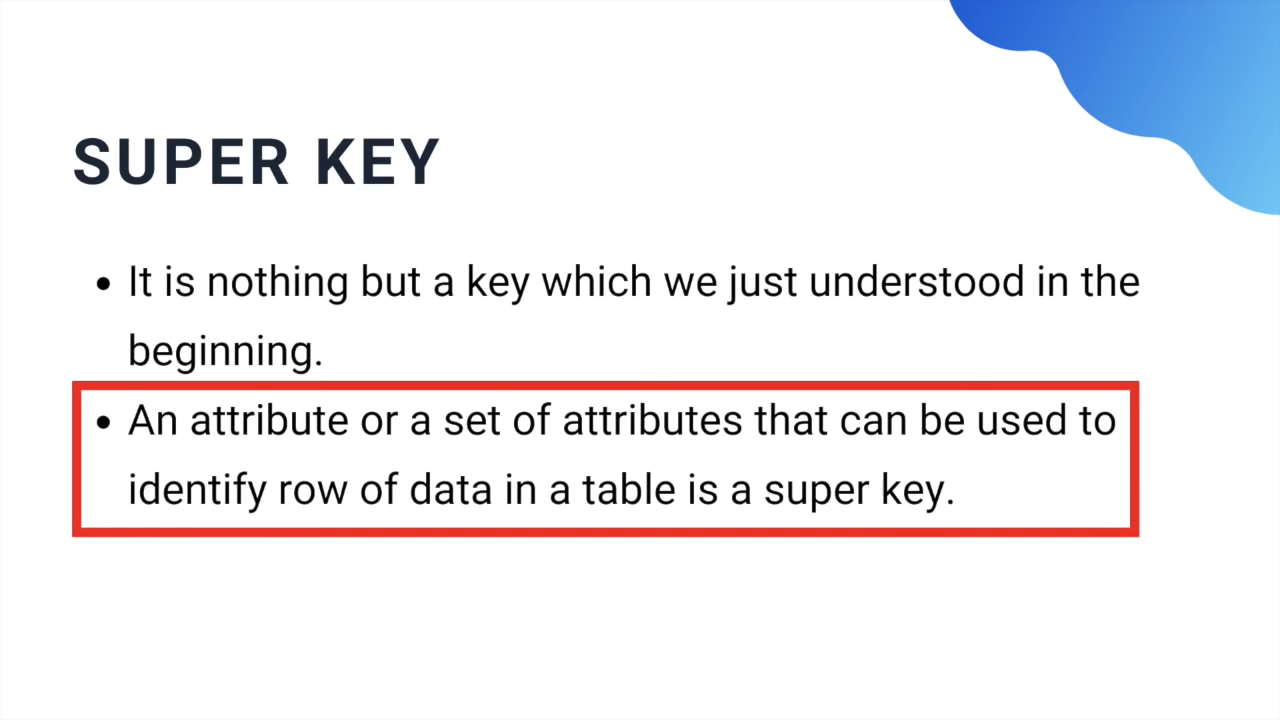 SUPER KEY
• It is nothing but a key which we just understood in the
beginning.
• An attribute or a set of attributes that can be used to
identify row of data in a table is a super key.